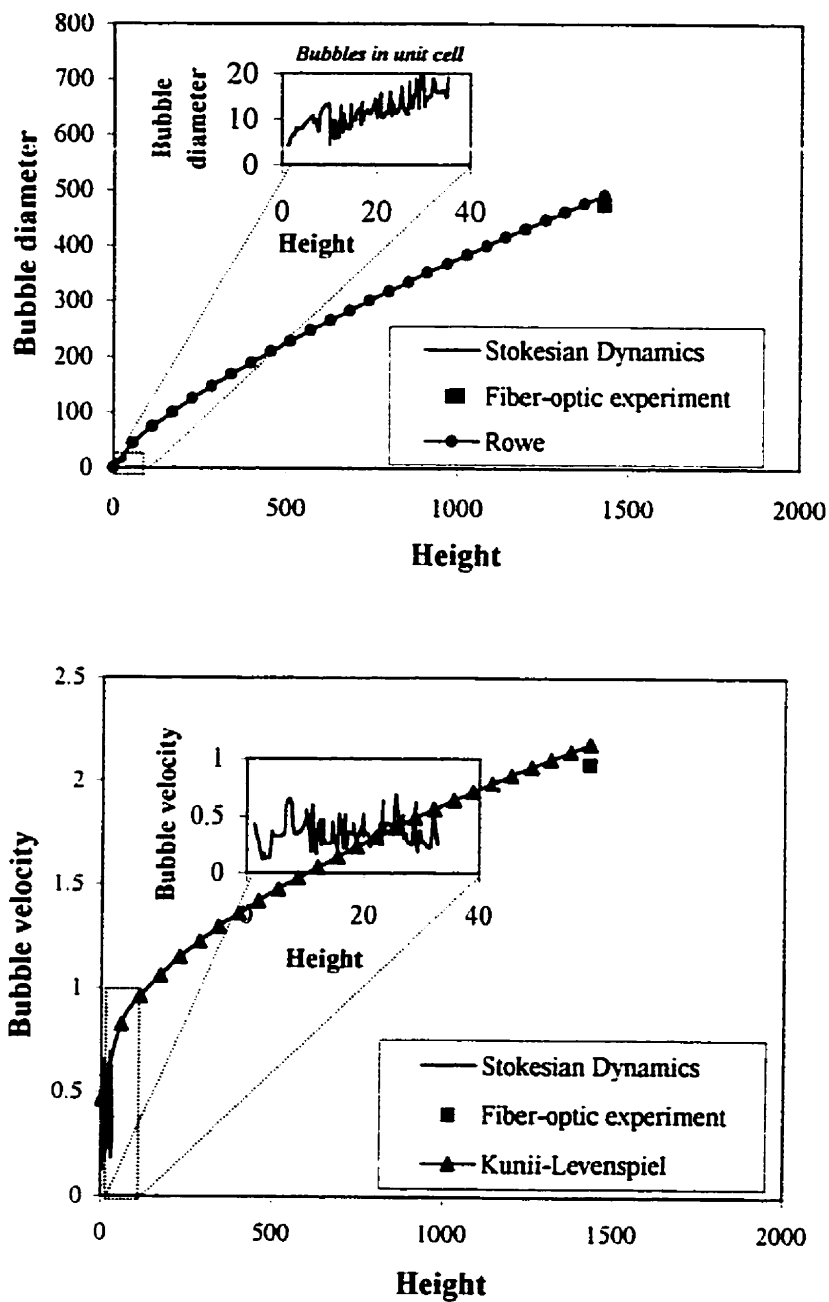 800
700
600
500
400
300
200
100
0
Bubble diameter
Bubbles in unit cell
Bubble
diameter
20
10
0
0 20 40
Height
Stokesian Dynamics
Fiber-optic experiment
Rowe
0 500 1000 1500 2000
Height
2.5
2
1.5
1
0.5
0
Bubble velocity
Bubble velocity
1
0.5
0
0 20 40
Height
Stokesian Dynamics
Fiber-optic experiment
Kunii-Levenspiel
0 500 1000 1500 2000
Height